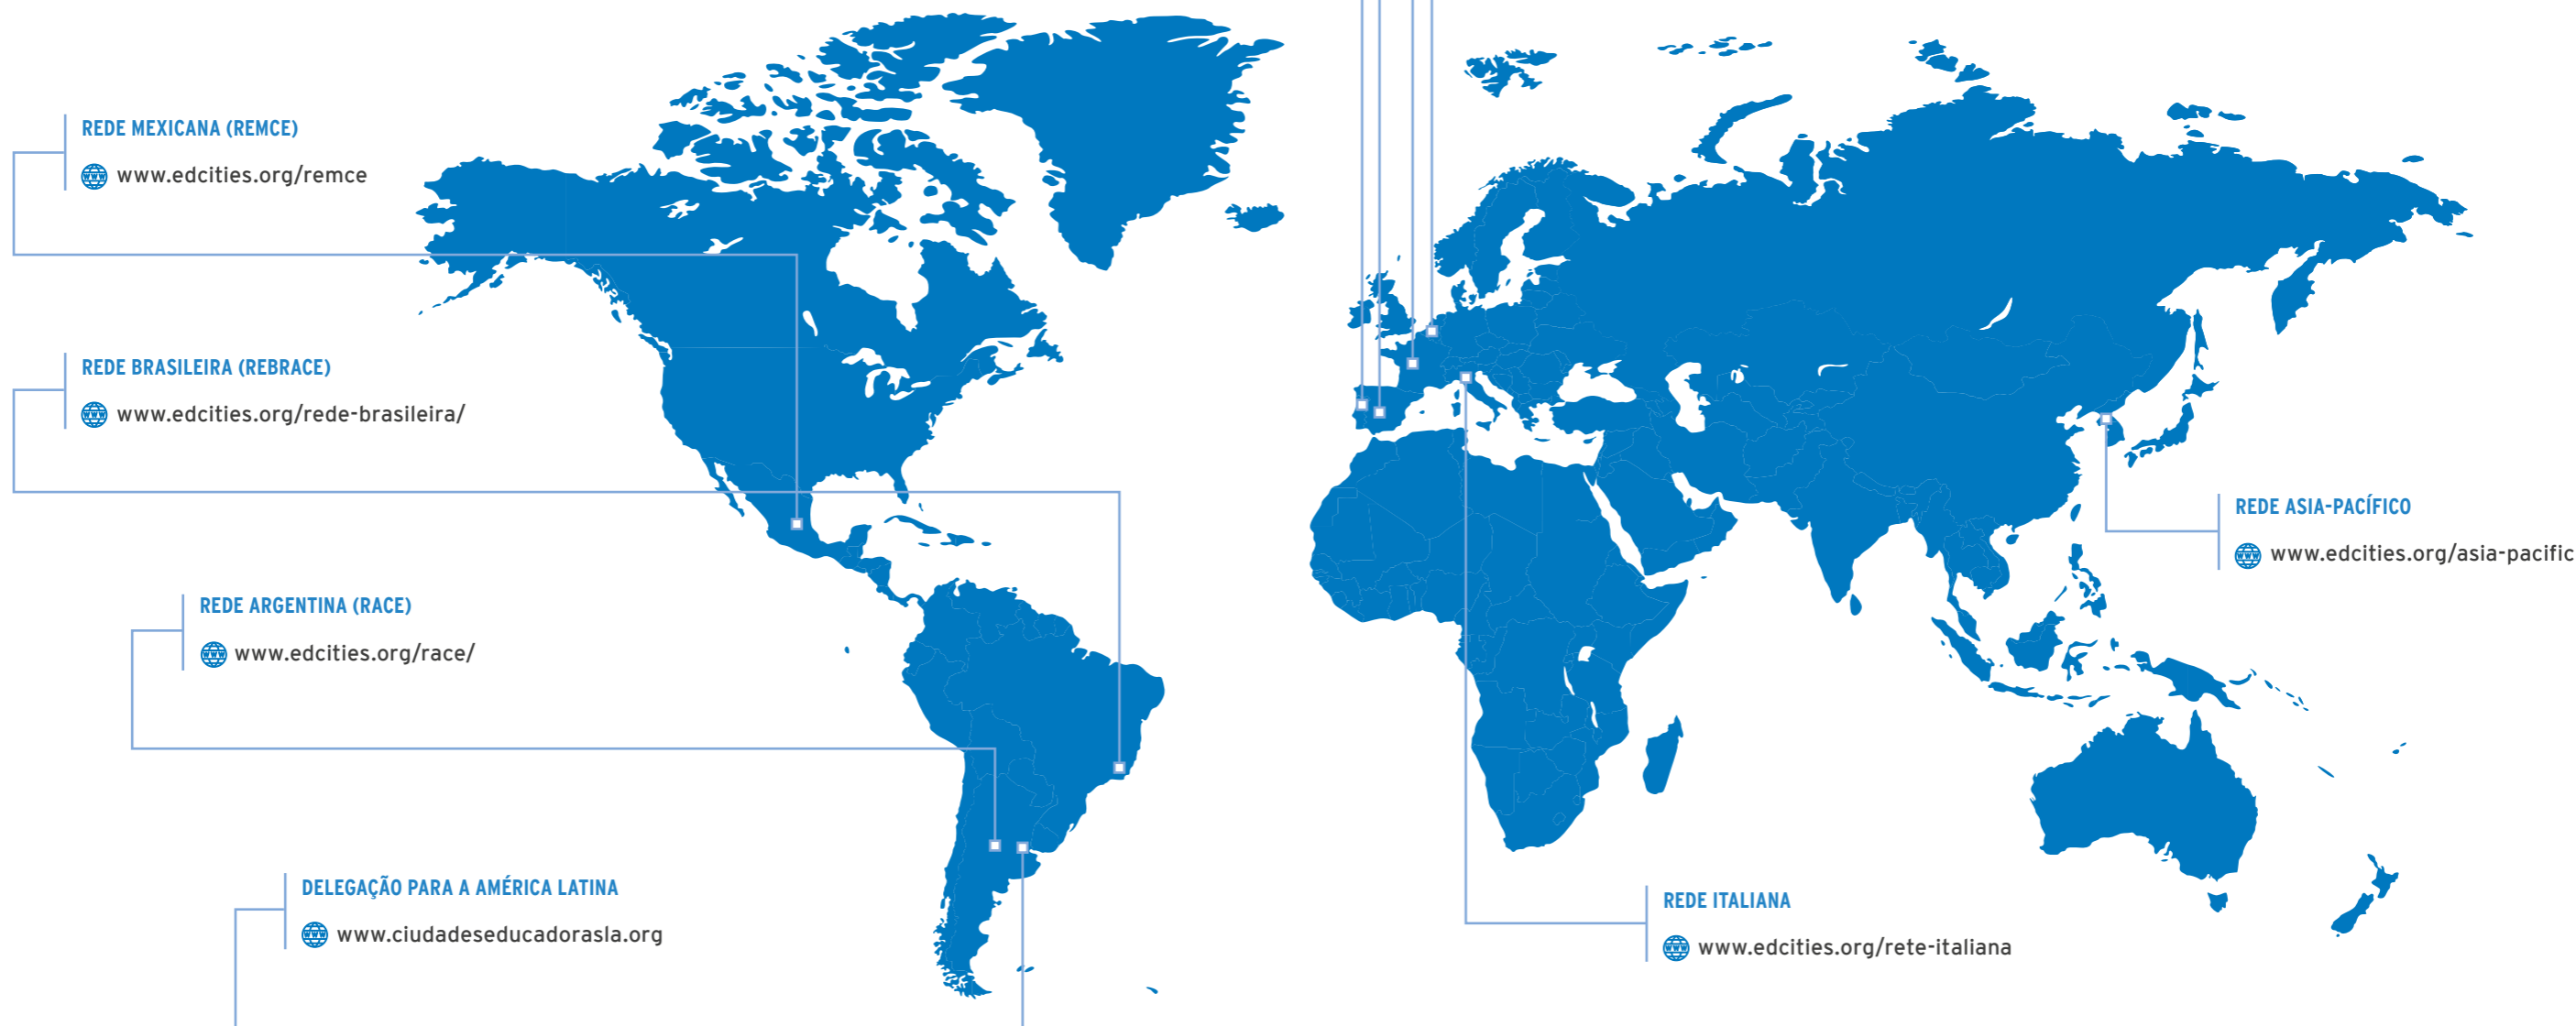 REDE MEXICANA (REMCE)
www.edcities.org/remce
REDE BRASILEIRA (REBRACE)
www.edcities.org/rede-brasileira/
REDE ARGENTINA (RACE)
www.edcities.org/race/
DELEGAÇÃO PARA A AMÉRICA LATINA
www.ciudadeseducadorasla.org
REDE ASIA-PACÍFICO
www.edcities.org/asia-pacific
REDE ITALIANA
www.edcities.org/rete-italiana